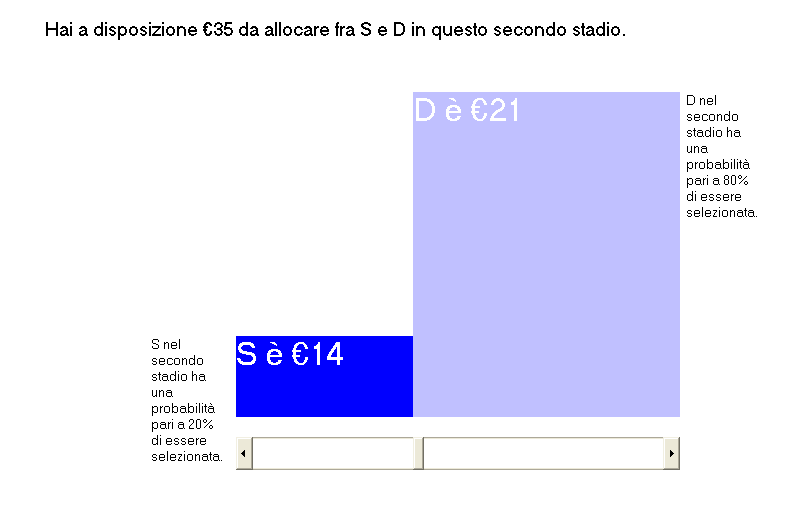 Hai a disposizione €35 da allocare fra S e D in questo secondo stadio.
D è €21
D nel
secondo
stadio ha
una
probabilità
pari a 80%
di essere
selezionata.
S nel
secondo
stadio ha
una
probabilità
pari a 20%
di essere
selezionata.
S è €14